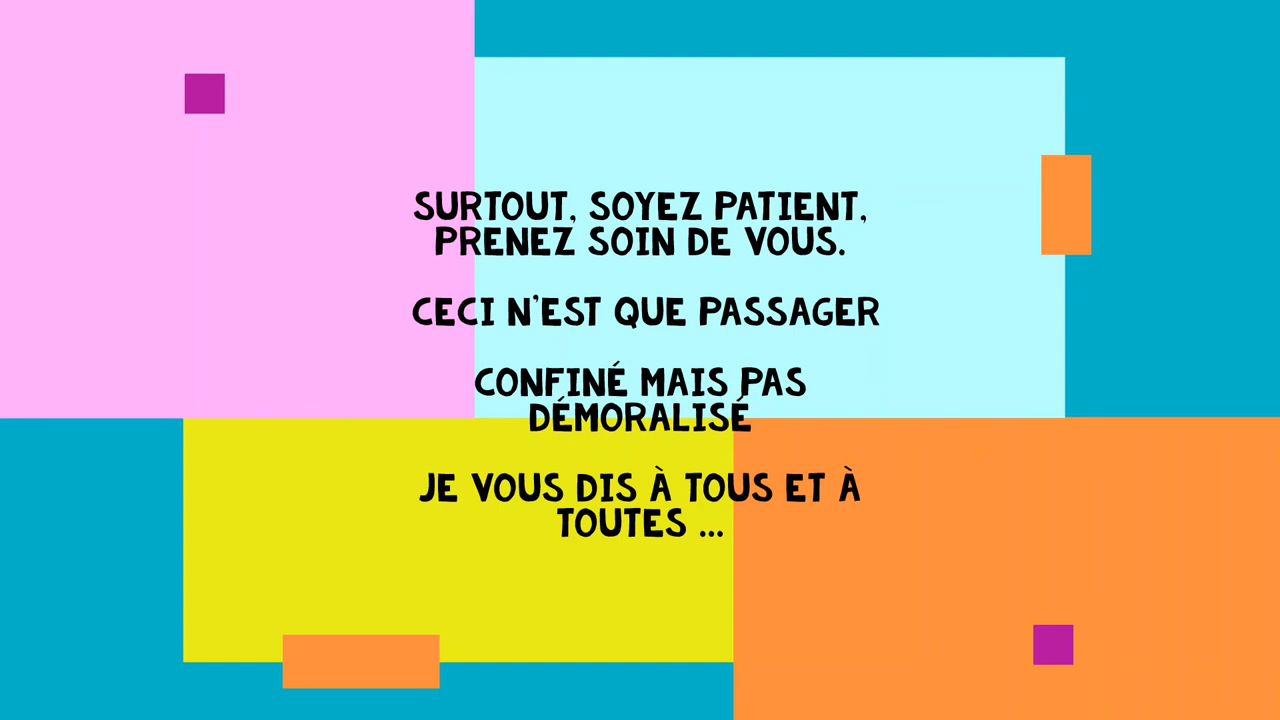 SURTOUT, SOYEZ PATIENT,
PRENEZ SOIN DE VOUS.
CECI N'EST QUE PASSAGER
CONFINÉ MAIS PAS
DÉMORALISÉ
JE VOUS DIS À TOUS ET À
TOUTES ...